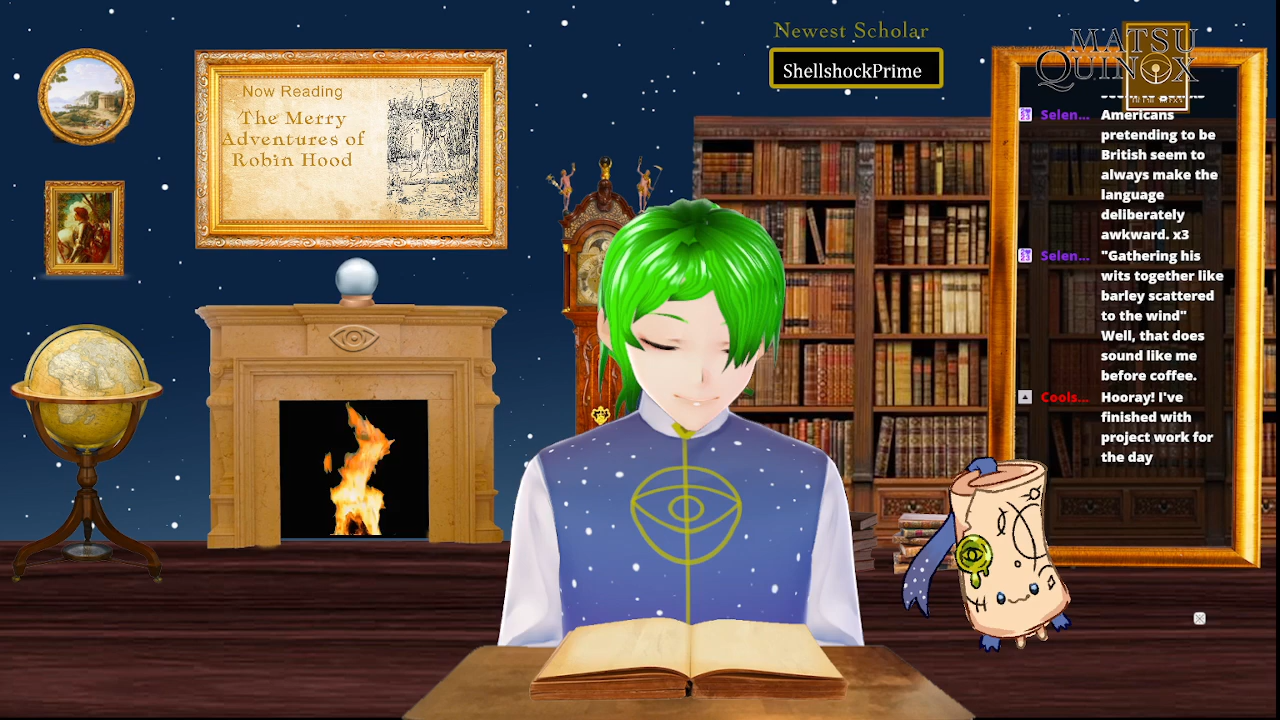 Newest Scholar
ShellshockPrime
Now Reading
The Merry
Adventures of
Robin Hood
MATSU
QUINOX
Selen... Americans
pretending to be
British seem to
always make the
language
deliberately
awkward. x3
Selen... "Gathering his
wits together like
barley scattered
to the wind"
Well, that does
sound like me
before coffee.
Cools... Hooray! I've
finished with
project work for
the day